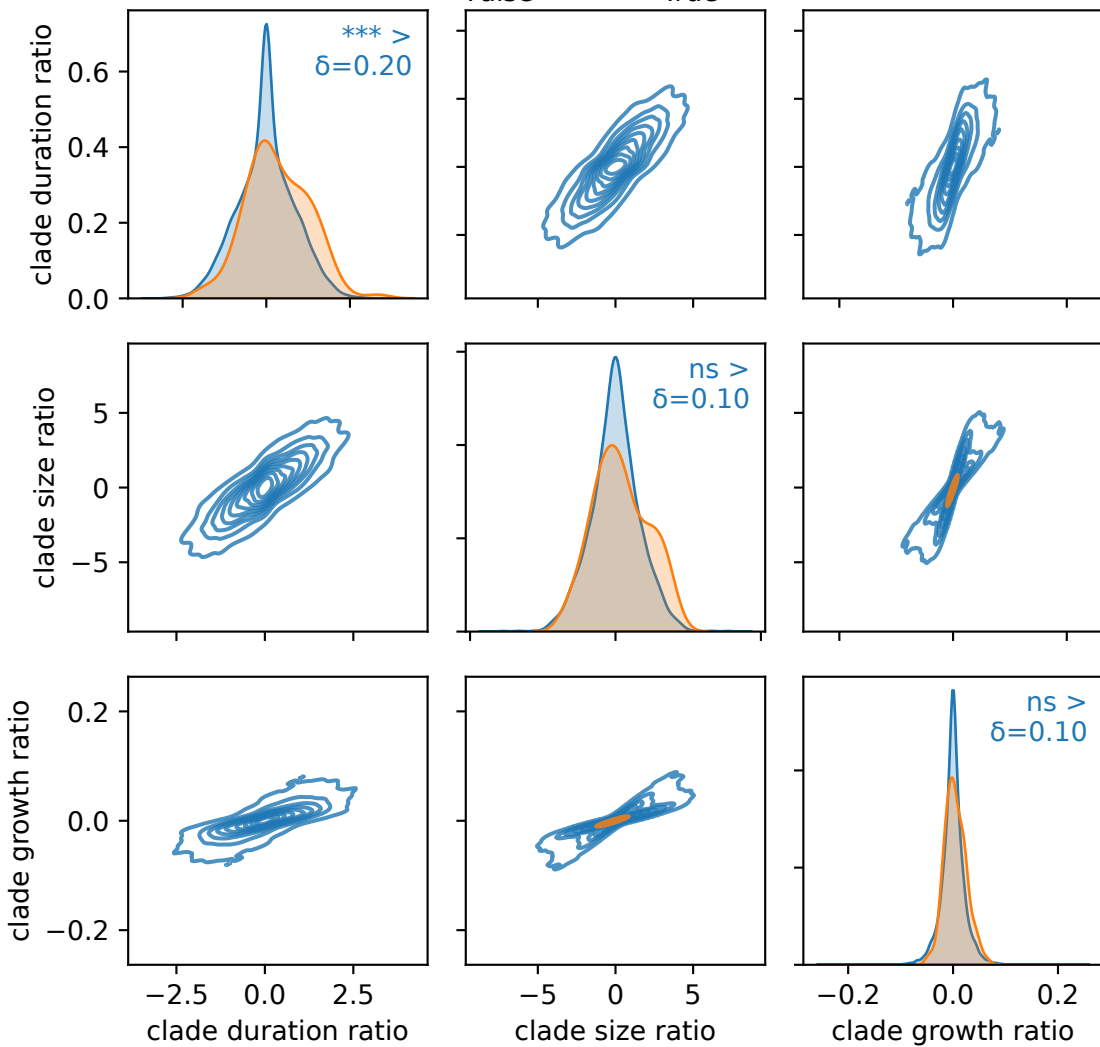 clade duration ratio
0.6
0.4
0.2
0.0
*** >
δ=0.20
clade size ratio
5
0
−5
ns >
δ=0.10
clade growth ratio
0.2
0.0
−0.2
ns >
δ=0.10
−2.5 0.0 2.5
−5 0 5
−0.2 0.0 0.2
clade duration ratio
clade size ratio
clade growth ratio